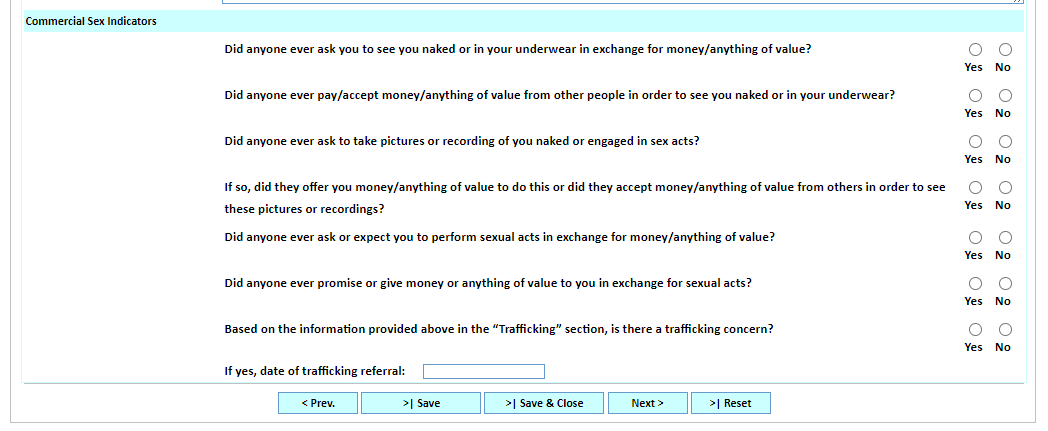 Commercial Sex Indicators
Did anyone ever ask you to see you naked or in your underwear in exchange for money/anything of value?
Yes No
Did anyone ever pay/accept money/anything of value from other people in order to see you naked or in your underwear?
Yes No
Did anyone ever ask to take pictures or recording of you naked or engaged in sex acts?
Yes No
If so, did they offer you money/anything of value to do this or did they accept money/anything of value from others in order to see
these pictures or recordings?
Yes No
Did anyone ever ask or expect you to perform sexual acts in exchange for money/anything of value?
Yes No
Did anyone ever promise or give money or anything of value to you in exchange for sexual acts?
Yes No
Based on the information provided above in the “Trafficking” section, is there a trafficking concern?
Yes No
If yes, date of trafficking referral:
< Prev. >| Save >| Save & Close Next > >| Reset